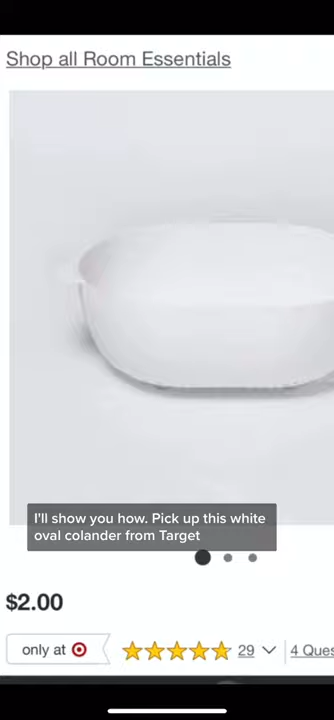 Shop all Room Essentials
I'll show you how. Pick up this white
oval colander from Target
$2.00
only at
29
4 Ques